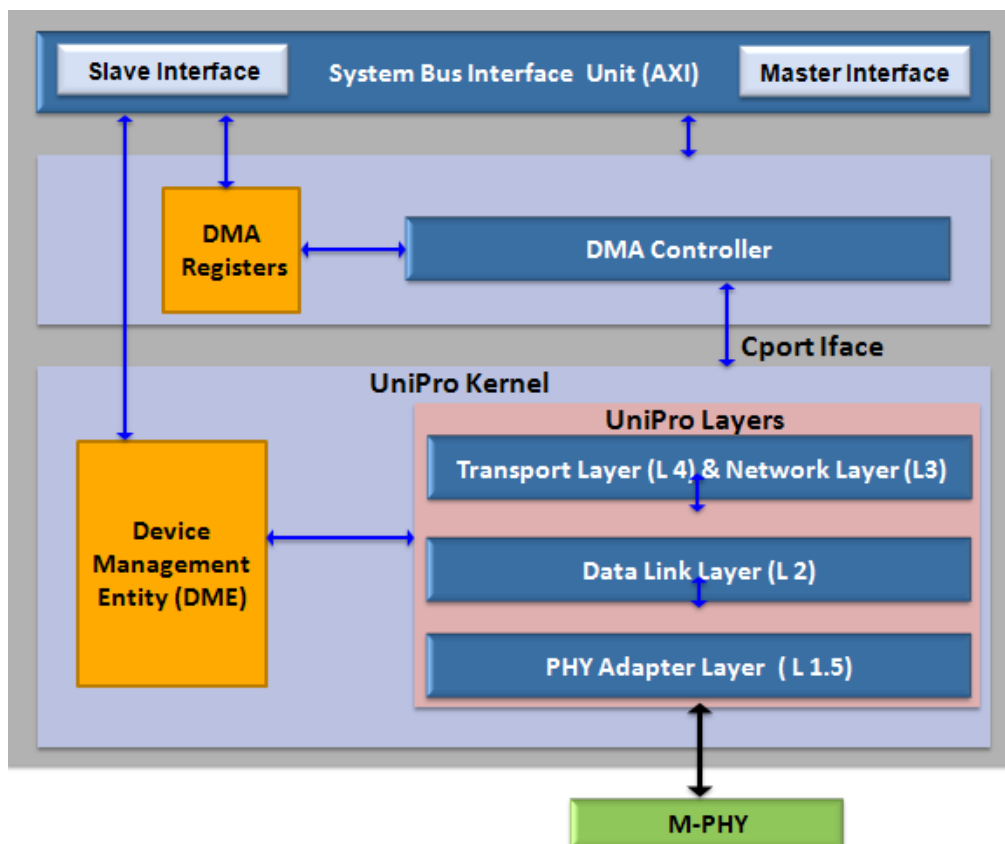 Slave Interface
System Bus Interface Unit (AXI)
Master Interface
DMA
Registers
DMA Controller
Cport Iface
UniPro Kernel
UniPro Layers
Transport Layer (L 4) & Network Layer (L3)
Device
Management
Entity (DME)
Data Link Layer (L 2)
PHY Adapter Layer ( L 1.5)
M-PHY